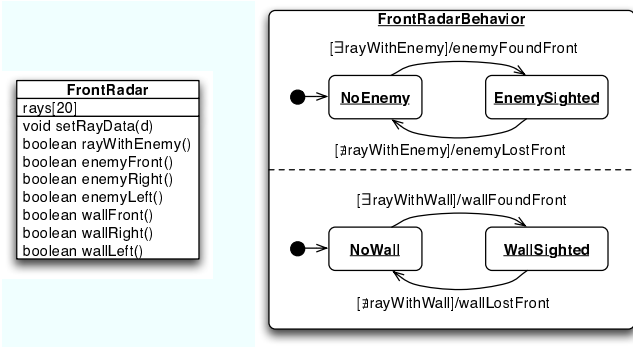 FrontRadar
rays[20]
void setRayData(d)
boolean rayWithEnemy()
boolean enemyFront()
boolean enemyRight()
boolean enemyLeft()
boolean wallFront()
boolean wallRight()
boolean wallLeft()
FrontRadarBehavior
[∃rayWithEnemy]/enemyFoundFront
NoEnemy
EnemySighted
[∄rayWithEnemy]/enemyLostFront
[∃rayWithWall]/wallFoundFront
NoWall
WallSighted
[∄rayWithWall]/wallLostFront